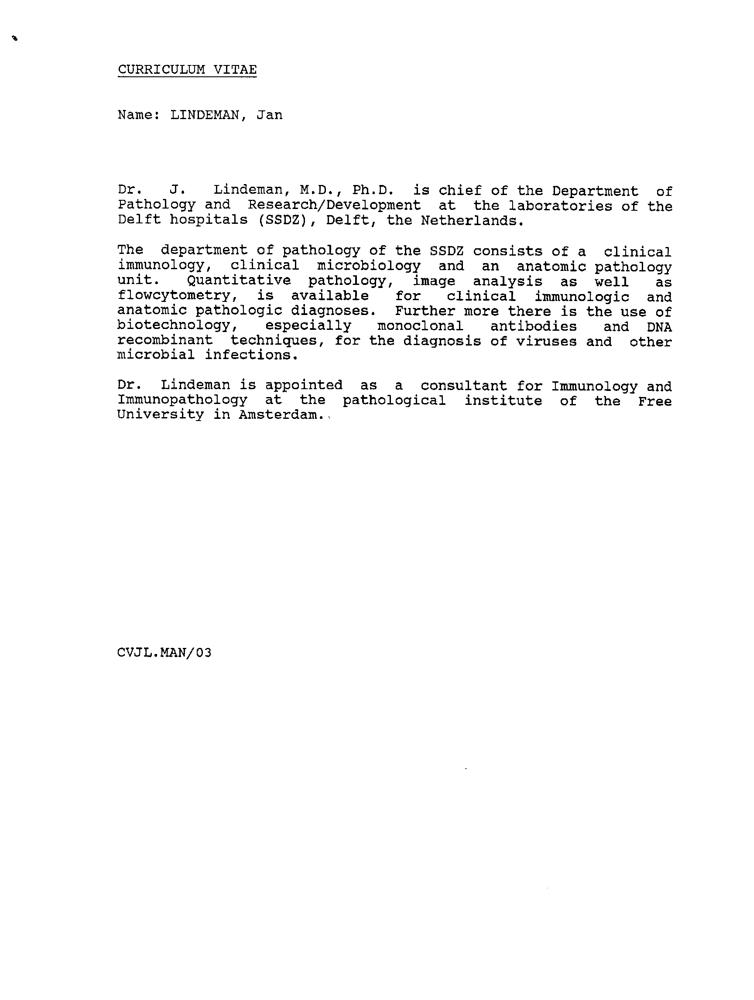 CURRICULUM VITAE
Name: LINDEMAN, Jan
Dr. J. Lindeman, M.D., Ph.D. is chief of the Department of
Pathology and Research/Development at the laboratories of the
Delft hospitals (SSDZ), Delft, the Netherlands.
The department of pathology of the SSDZ consists of a clinical
immunology, clinical microbiology and an anatomic pathology
unit. Quantitative pathology, image analysis as well as
flowcytometry, is available for clinical immunologic and
anatomic pathologic diagnoses. Further more there is the use of
biotechnology, especially monoclonal antibodies and DNA
recombinant techniques, for the diagnosis of viruses and other
microbial infections.
Dr. Lindeman is appointed as a consultant for Immunology and
Immunopathology at the pathological institute of the Free
University in Amsterdam.
CVJL.MAN/03